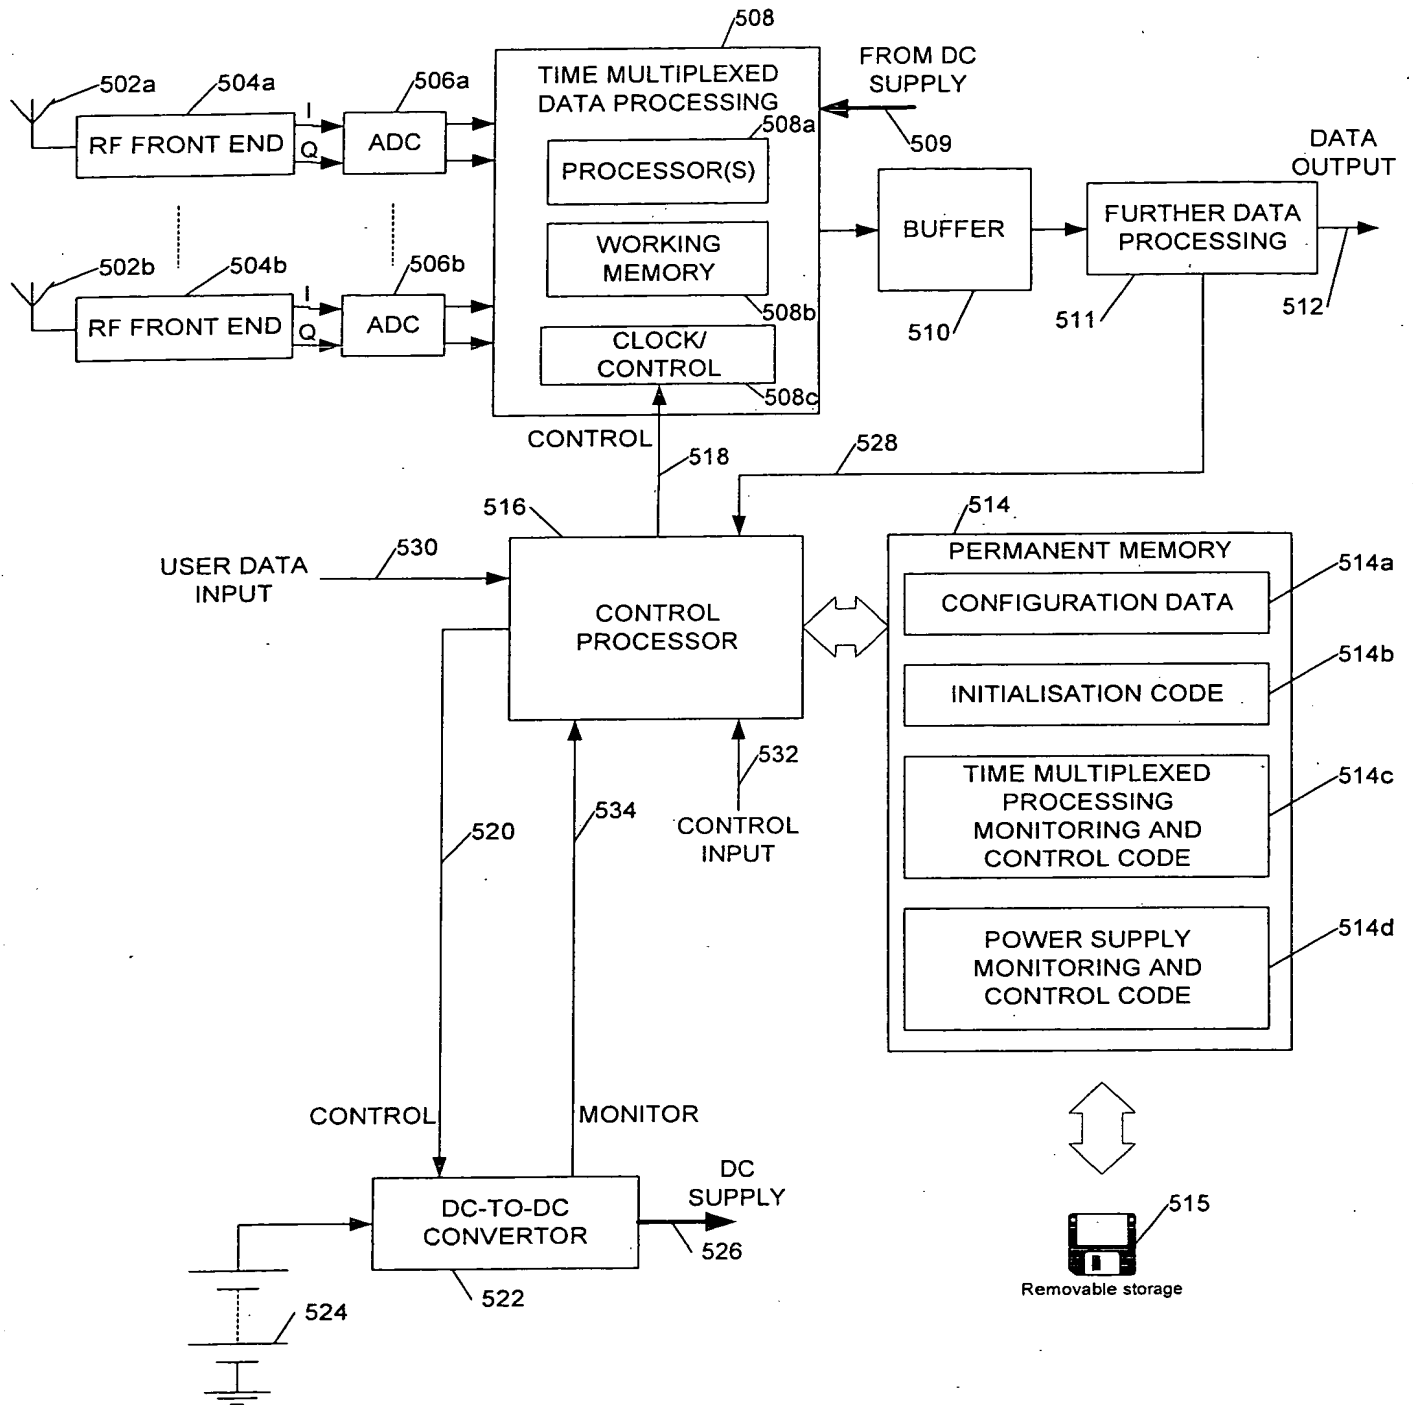 508
TIME MULTIPLEXED
DATA PROCESSING
FROM DC
SUPPLY
509
502a
504a
506a
RF FRONT END
I
Q
ADC
508a
PROCESSOR(S)
WORKING
MEMORY
508b
CLOCK/
CONTROL
508c
502b
504b
506b
RF FRONT END
I
Q
ADC
BUFFER
510
FURTHER DATA
PROCESSING
511
DATA
OUTPUT
512
CONTROL
518
528
516
CONTROL
PROCESSOR
530
USER DATA
INPUT
514
PERMANENT MEMORY
CONFIGURATION DATA
514a
INITIALISATION CODE
514b
TIME MULTIPLEXED
PROCESSING
MONITORING AND
CONTROL CODE
514c
POWER SUPPLY
MONITORING AND
CONTROL CODE
514d
532
CONTROL
INPUT
520
534
CONTROL
MONITOR
DC-TO-DC
CONVERTOR
522
DC
SUPPLY
526
524
515
Removable storage